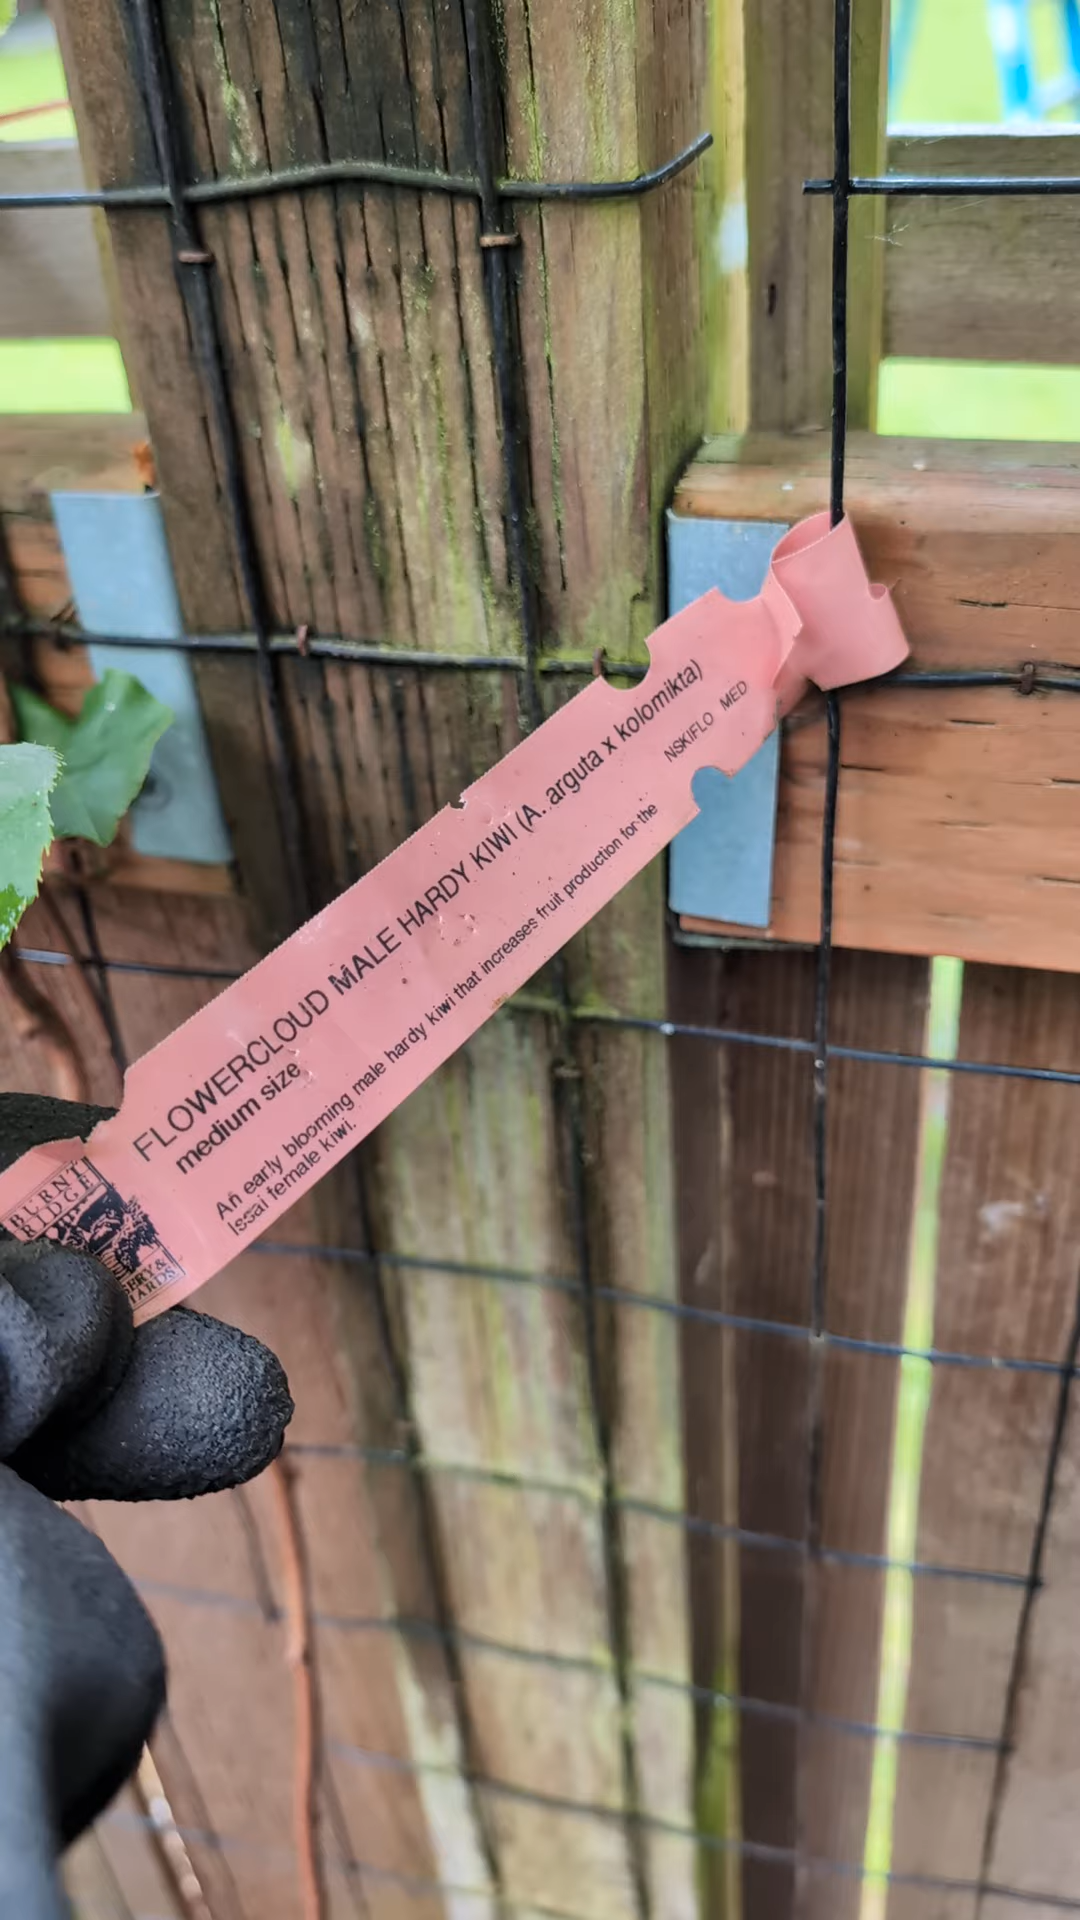 FLOWERCLOUD MALE HARDY KIWI (A. arguta x kolomikta)
medium size
NSKIFLO MED
An early blooming male hardy kiwi that increases fruit production for the
Issai female kiwi.
BURNT
RIDGE